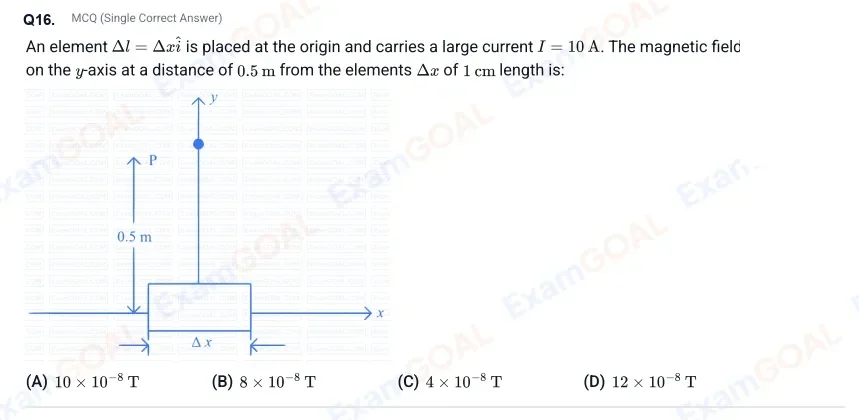 Q16. MCQ (Single Correct Answer)
An element Δl = Δxî is placed at the origin and carries a large current I = 10 A. The magnetic field
on the y-axis at a distance of 0.5 m from the elements Δx of 1 cm length is:
y
P
0.5 m
x
Δ x
(A) 10 × 10⁻⁸ T (B) 8 × 10⁻⁸ T (C) 4 × 10⁻⁸ T (D) 12 × 10⁻⁸ T
ExamGOAL